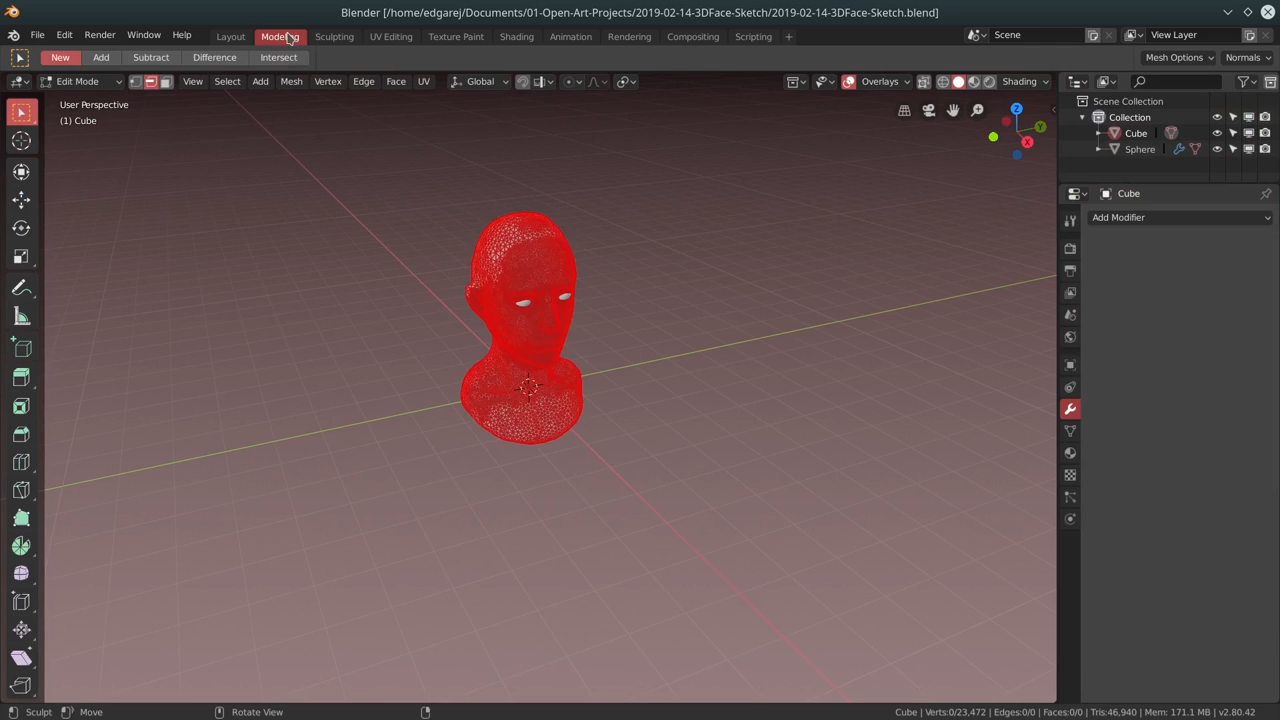 Blender [/home/edgarej/Documents/01-Open-Art-Projects/2019-02-14-3DFace-Sketch/2019-02-14-3DFace-Sketch.blend]
File Edit Render Window Help Layout Modeling Sculpting UV Editing Texture Paint Shading Animation Rendering Compositing Scripting + Scene View Layer
New Add Subtract Difference Intersect Mesh Options Normals
Edit Mode View Select Add Mesh Vertex Edge Face UV Global Overlays Shading
User Perspective
(1) Cube
Z
Y
X
Scene Collection
Collection
Cube
Sphere
Cube
Add Modifier
Sculpt Move Rotate View Cube | Verts:0/23,472 | Edges:0/0 | Faces:0/0 | Tris:46,940 | Mem: 171.1 MB | v2.80.42